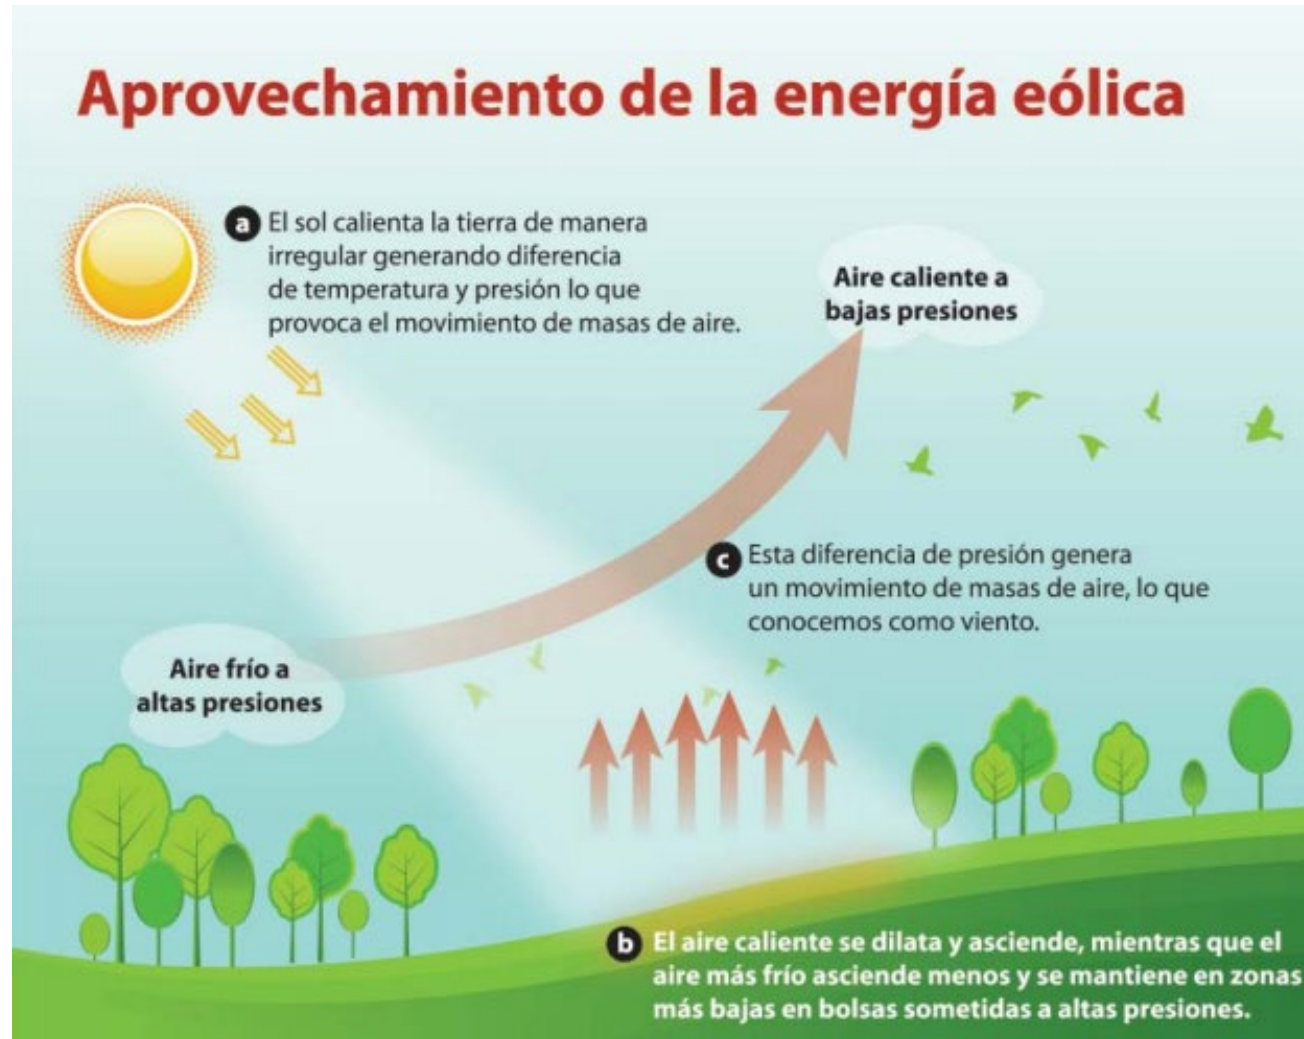 Aprovechamiento de la energía eólica
a El sol calienta la tierra de manera
irregular generando diferencia
de temperatura y presión lo que
provoca el movimiento de masas de aire.
Aire caliente a
bajas presiones
c Esta diferencia de presión genera
un movimiento de masas de aire, lo que
conocemos como viento.
Aire frío a
altas presiones
b El aire caliente se dilata y asciende, mientras que el
aire más frío asciende menos y se mantiene en zonas
más bajas en bolsas sometidas a altas presiones.